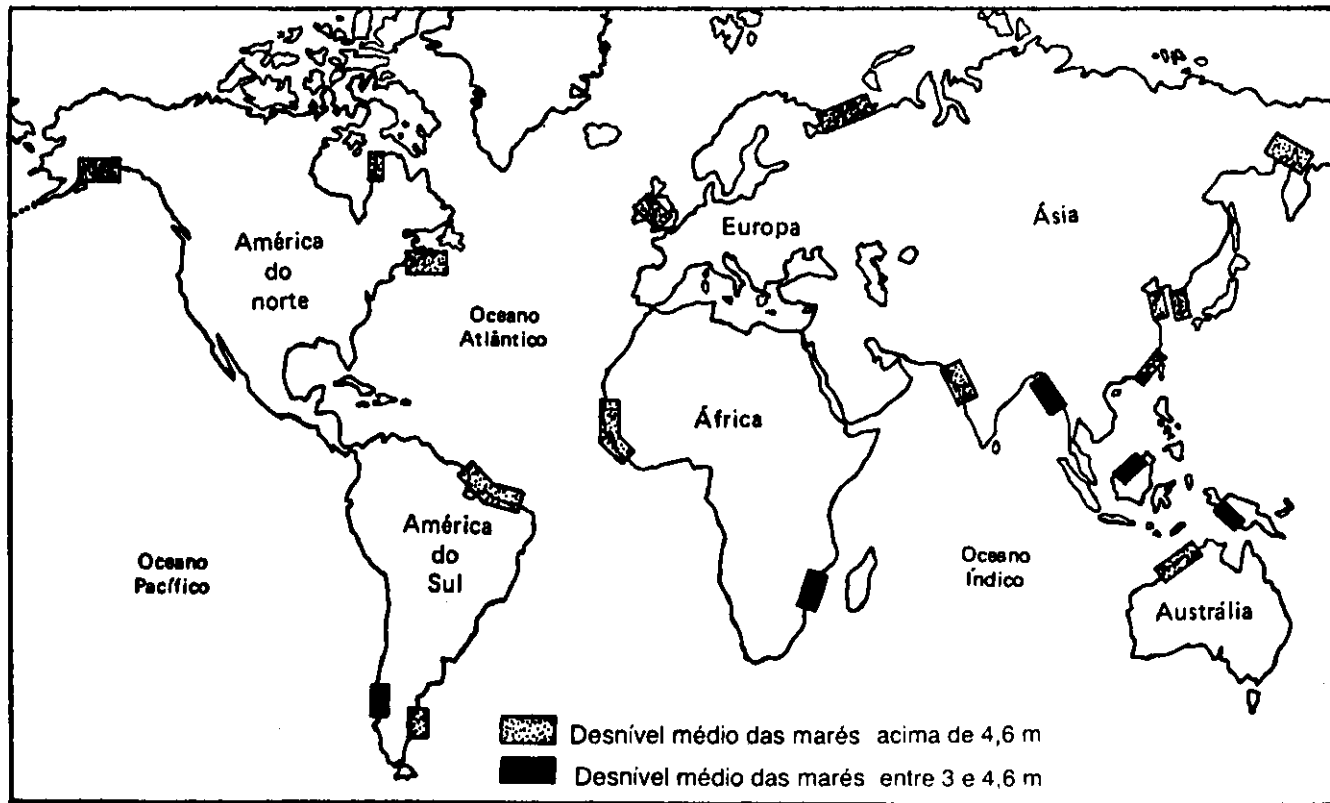 América
do
norte
Europa
Ásia
Oceano
Atlântico
África
América
do
Sul
Oceano
Pacífico
Oceano
Índico
Austrália
Desnível médio das marés acima de 4,6 m
Desnível médio das marés entre 3 e 4,6 m